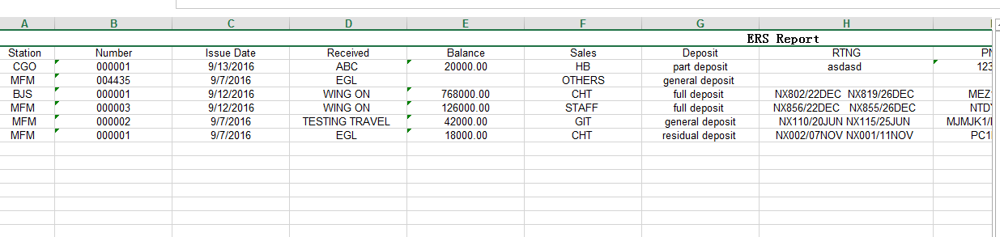 A B C D E F G H
ERS Report
Station Number Issue Date Received Balance Sales Deposit RTNG
CGO 000001 9/13/2016 ABC 20000.00 HB part deposit asdasd 123
MFM 004435 9/7/2016 EGL OTHERS general deposit
BJS 000001 9/12/2016 WING ON 768000.00 CHT full deposit NX802/22DEC NX819/26DEC MEZ
MFM 000003 9/12/2016 WING ON 126000.00 STAFF full deposit NX856/22DEC NX855/26DEC NTD
MFM 000002 9/7/2016 TESTING TRAVEL 42000.00 GIT general deposit NX110/20JUN NX115/25JUN MJMJK1/
MFM 000001 9/7/2016 EGL 18000.00 CHT residual deposit NX002/07NOV NX001/11NOV PC1